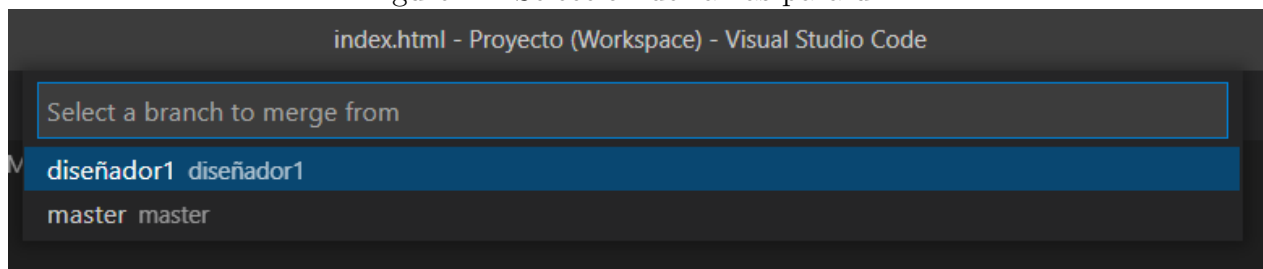 index.html - Proyecto (Workspace) - Visual Studio Code
Select a branch to merge from
diseñador1 diseñador1
master master